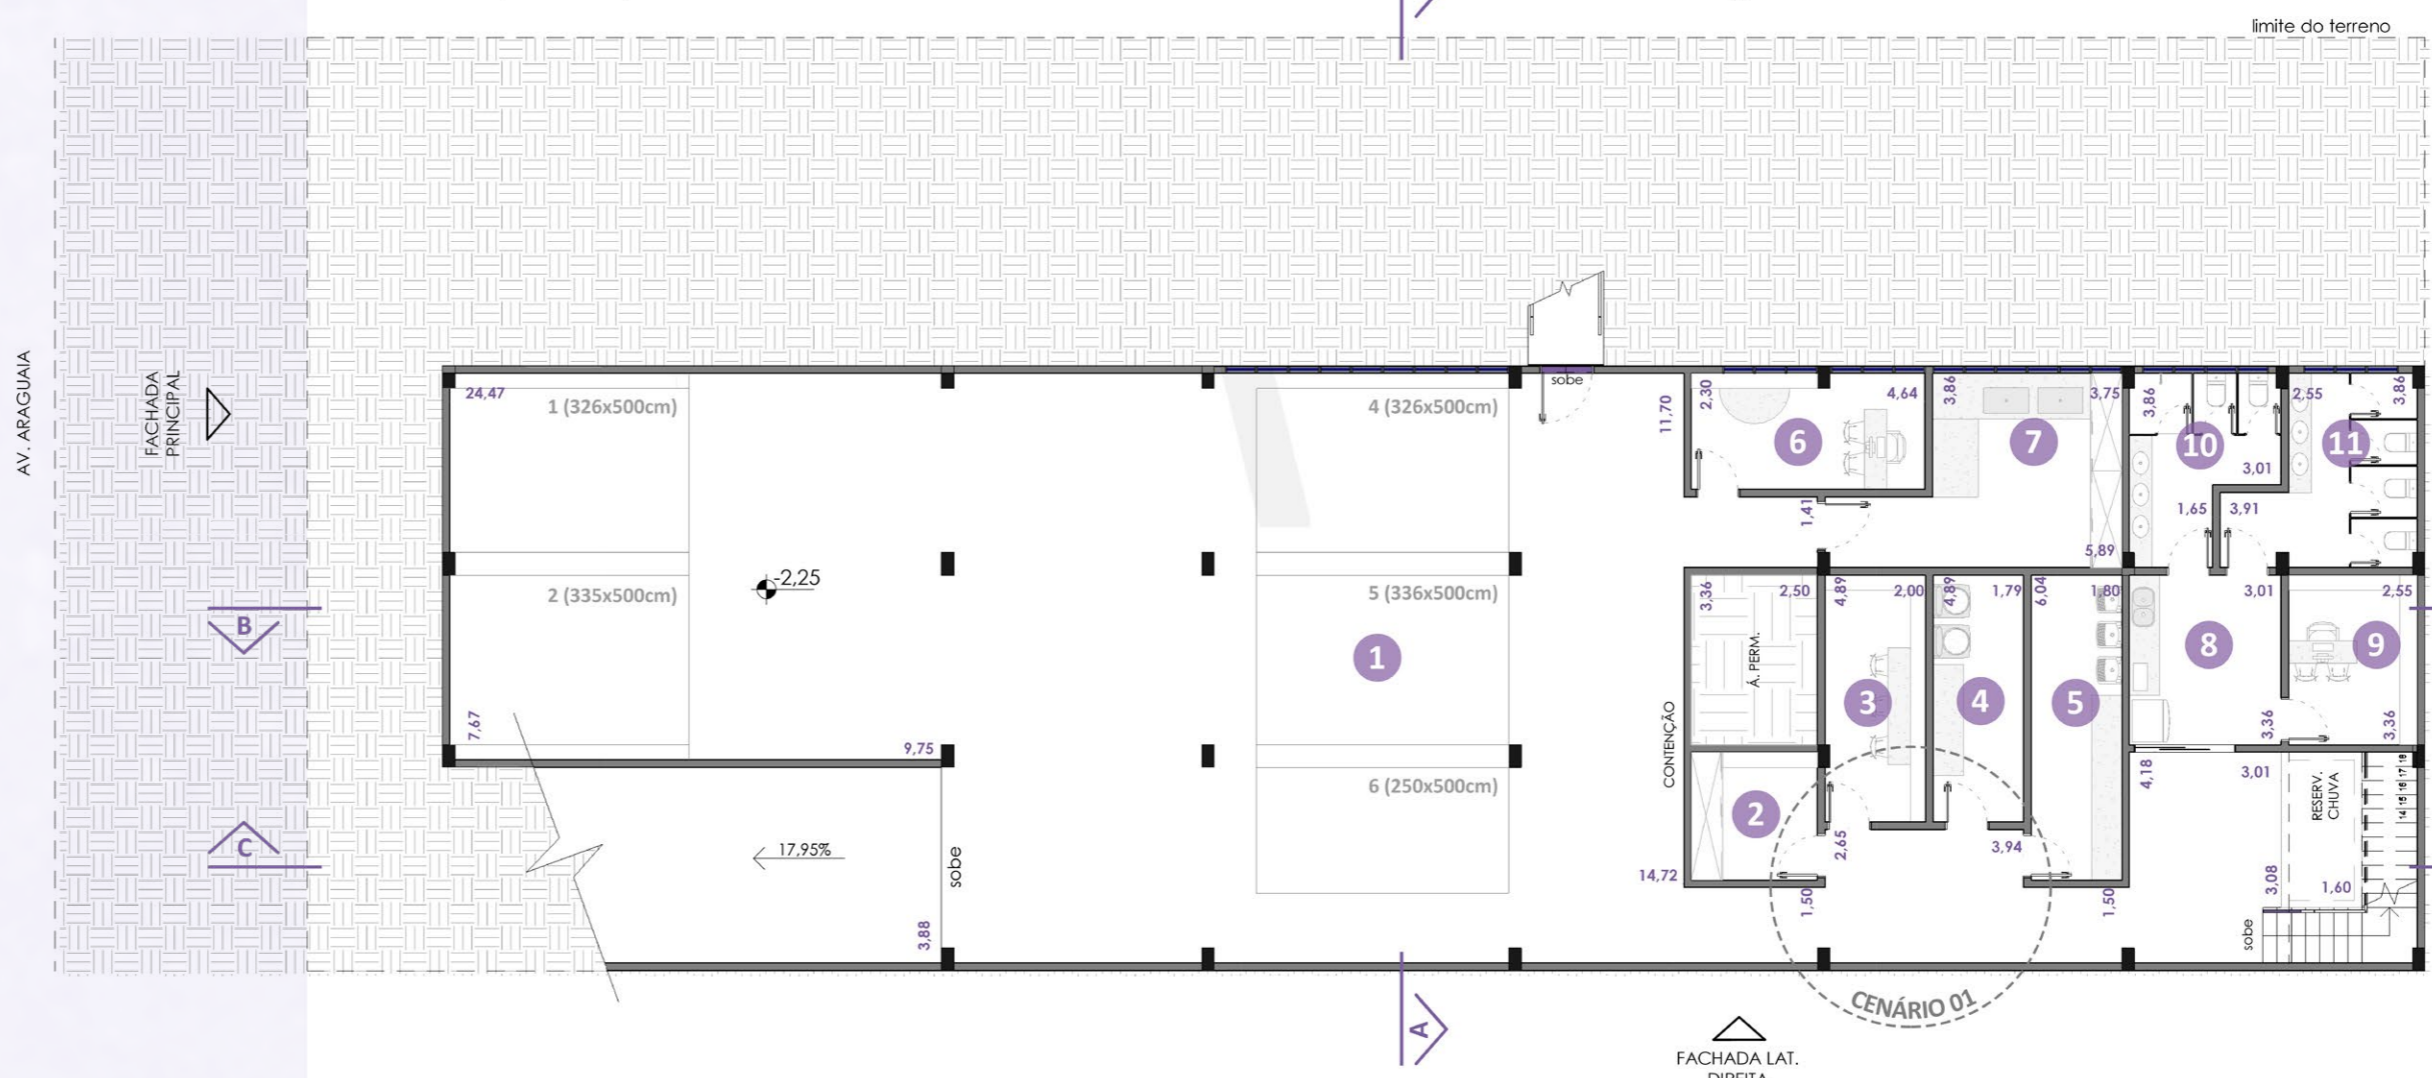 limite do terreno
AV. ARAGUAIA
FACHADA
PRINCIPAL
B
C
24,47
1 (326x500cm)
2 (335x500cm)
-2,25
7,67
9,75
17,95%
sobe
3,88
4 (326x500cm)
5 (336x500cm)
1
6 (250x500cm)
A
sobe
11,70
2,30
4,64
6
1,41
3,86
3,75
7
5,89
3,86
10
3,01
1,65
2,55
3,86
11
3,91
CONTENÇÃO
14,72
3,36
2,50
Á. PERM.
2
4,89
2,00
3
2,65
4,89
1,79
4
3,94
6,04
1,80
5
1,50
1,50
3,01
8
3,36
2,55
9
3,36
4,18
3,01
RESERV.
CHUVA
14 15 16 17 18
3,08
1,60
sobe
CENÁRIO 01
FACHADA LAT.
DIREITA